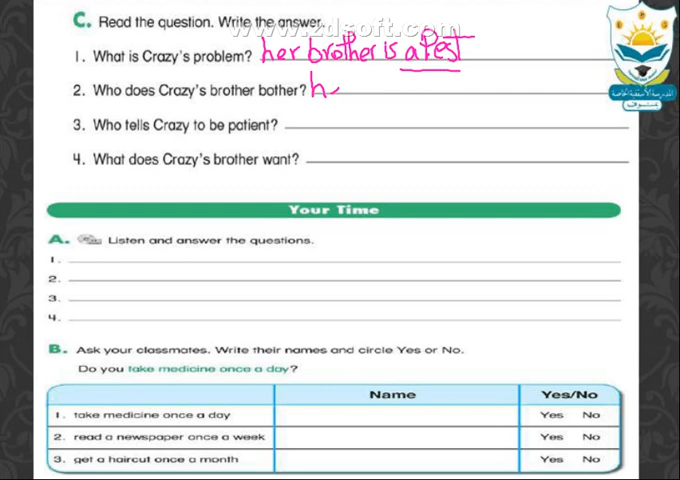 C. Read the question. Write the answer.
www.zdsoft.com
1. What is Crazy's problem? her brother is a Pest
2. Who does Crazy's brother bother? h
3. Who tells Crazy to be patient?
4. What does Crazy's brother want?
Your Time
A. Listen and answer the questions.
1.
2.
3.
4.
B. Ask your classmates. Write their names and circle Yes or No.
Do you take medicine once a day?
Name Yes/No
1. take medicine once a day Yes No
2. read a newspaper once a week Yes No
3. get a haircut once a month Yes No